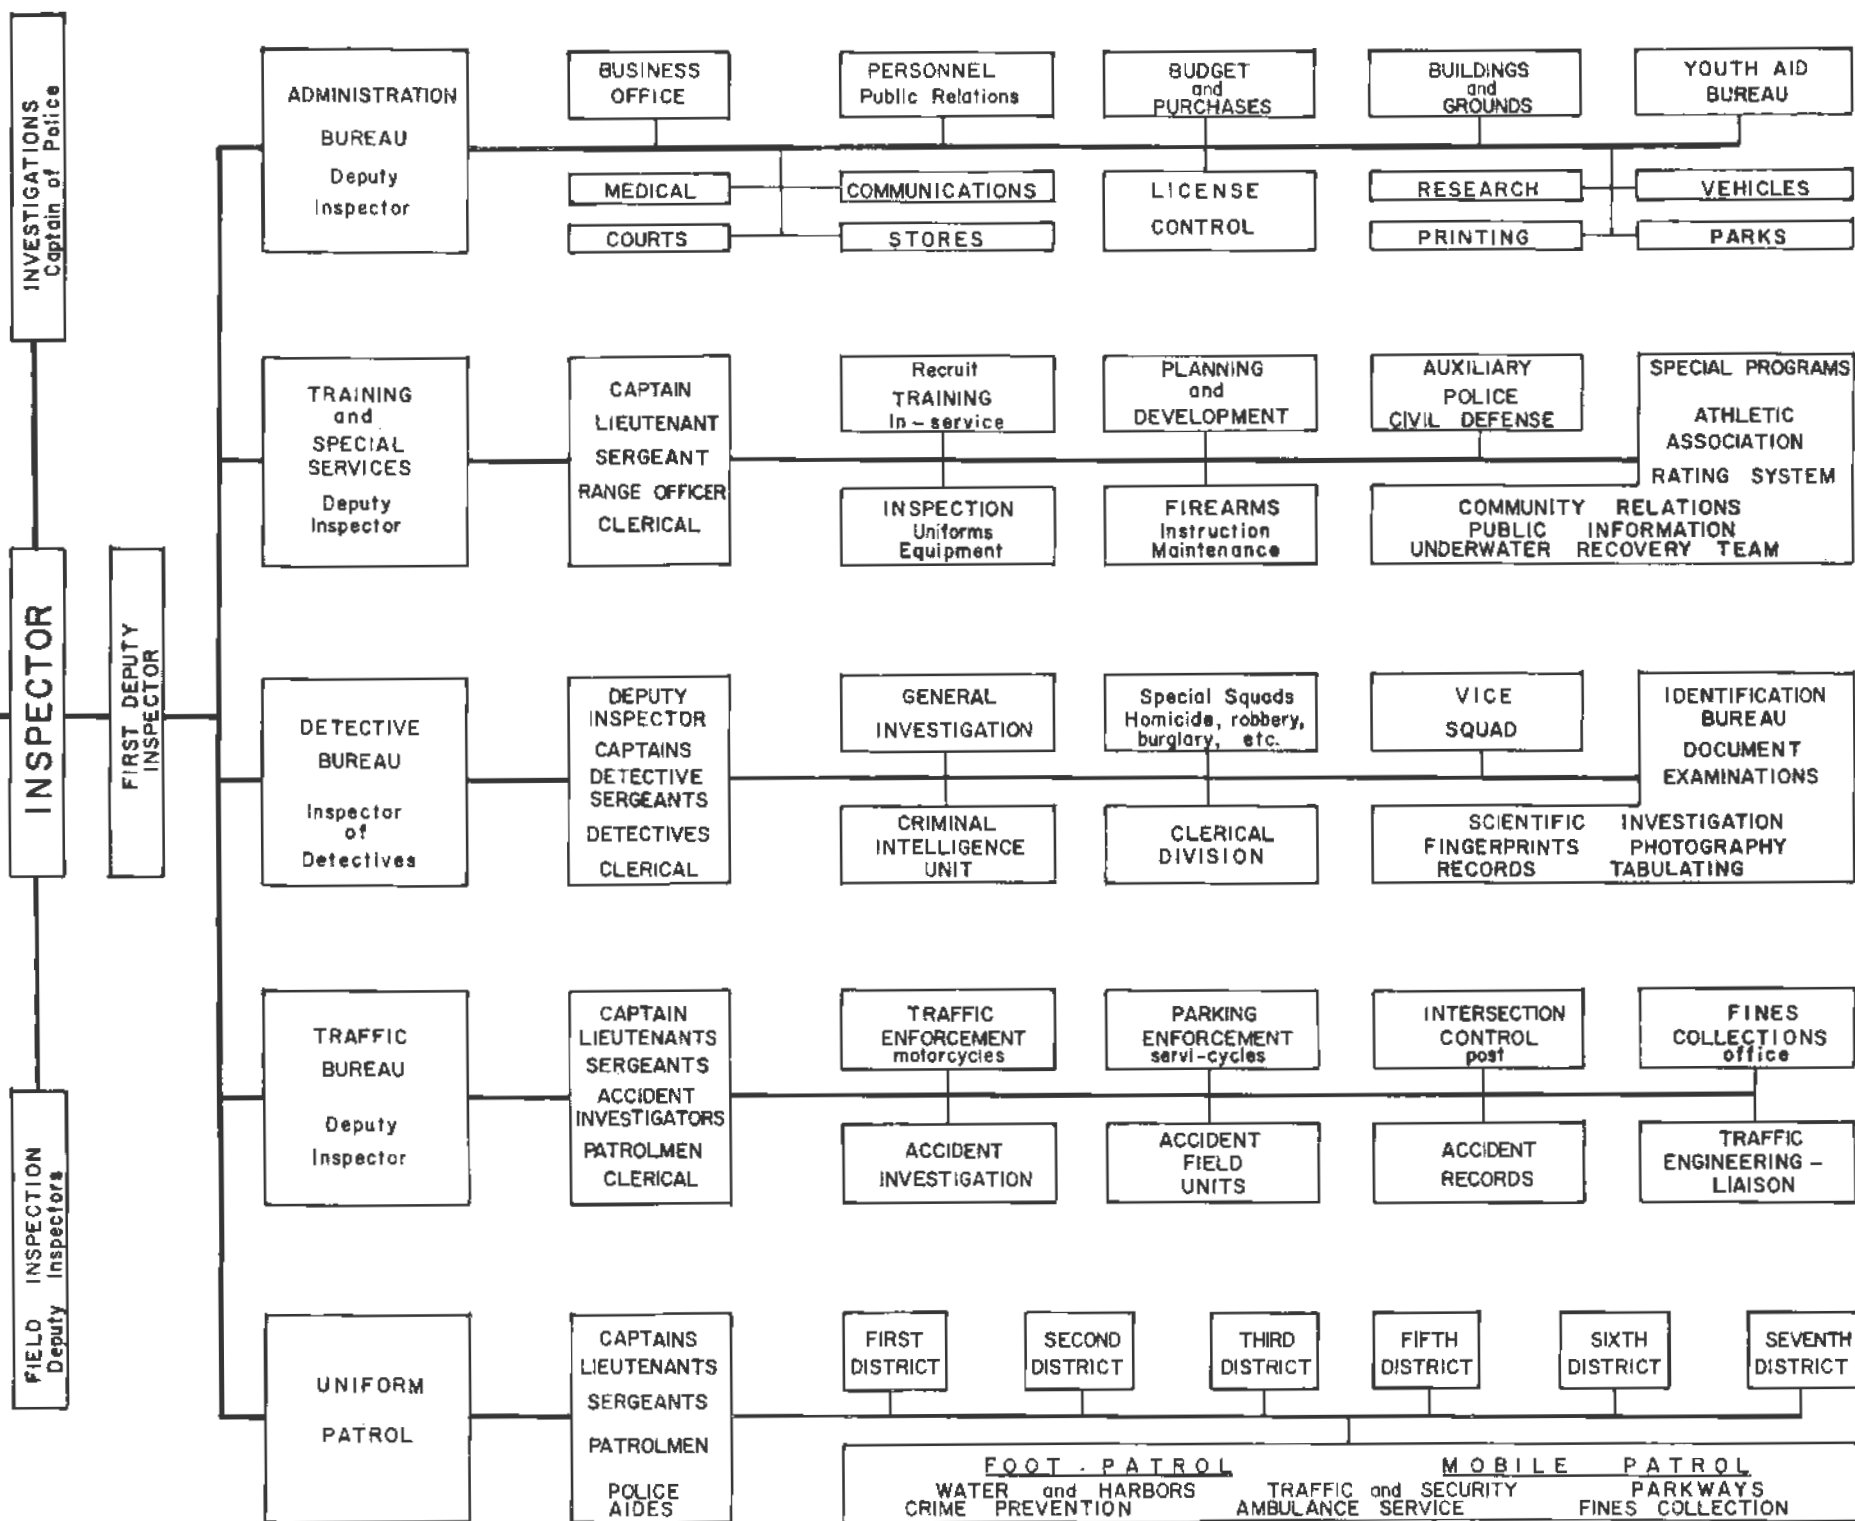 INVESTIGATIONS
Captain of Police
INSPECTOR
FIELD INSPECTION
Deputy Inspectors
FIRST DEPUTY
INSPECTOR
ADMINISTRATION
BUREAU
Deputy
Inspector
BUSINESS
OFFICE
PERSONNEL
Public Relations
BUDGET
and
PURCHASES
BUILDINGS
and
GROUNDS
YOUTH AID
BUREAU
MEDICAL
COMMUNICATIONS
LICENSE
CONTROL
RESEARCH
VEHICLES
COURTS
STORES
PRINTING
PARKS
TRAINING
and
SPECIAL
SERVICES
Deputy
Inspector
CAPTAIN
LIEUTENANT
SERGEANT
RANGE OFFICER
CLERICAL
Recruit
TRAINING
In-service
PLANNING
and
DEVELOPMENT
AUXILIARY
POLICE
CIVIL DEFENSE
SPECIAL PROGRAMS
ATHLETIC
ASSOCIATION
RATING SYSTEM
COMMUNITY RELATIONS
PUBLIC INFORMATION
UNDERWATER RECOVERY TEAM
INSPECTION
Uniforms
Equipment
FIREARMS
Instruction
Maintenance
DETECTIVE
BUREAU
Inspector
of
Detectives
DEPUTY
INSPECTOR
CAPTAINS
DETECTIVE
SERGEANTS
DETECTIVES
CLERICAL
GENERAL
INVESTIGATION
Special Squads
Homicide, robbery,
burglary, etc.
VICE
SQUAD
IDENTIFICATION
BUREAU
DOCUMENT
EXAMINATIONS
SCIENTIFIC INVESTIGATION
FINGERPRINTS PHOTOGRAPHY
RECORDS TABULATING
CRIMINAL
INTELLIGENCE
UNIT
CLERICAL
DIVISION
TRAFFIC
BUREAU
Deputy
Inspector
CAPTAIN
LIEUTENANTS
SERGEANTS
ACCIDENT
INVESTIGATORS
PATROLMEN
CLERICAL
TRAFFIC
ENFORCEMENT
motorcycles
PARKING
ENFORCEMENT
servi-cycles
INTERSECTION
CONTROL
post
FINES
COLLECTIONS
office
ACCIDENT
INVESTIGATION
ACCIDENT
FIELD
UNITS
ACCIDENT
RECORDS
TRAFFIC
ENGINEERING -
LIAISON
UNIFORM
PATROL
CAPTAINS
LIEUTENANTS
SERGEANTS
PATROLMEN
POLICE
AIDES
FIRST
DISTRICT
SECOND
DISTRICT
THIRD
DISTRICT
FIFTH
DISTRICT
SIXTH
DISTRICT
SEVENTH
DISTRICT
FOOT - PATROL MOBILE PATROL
WATER and HARBORS TRAFFIC and SECURITY PARKWAYS
CRIME PREVENTION AMBULANCE SERVICE FINES COLLECTION